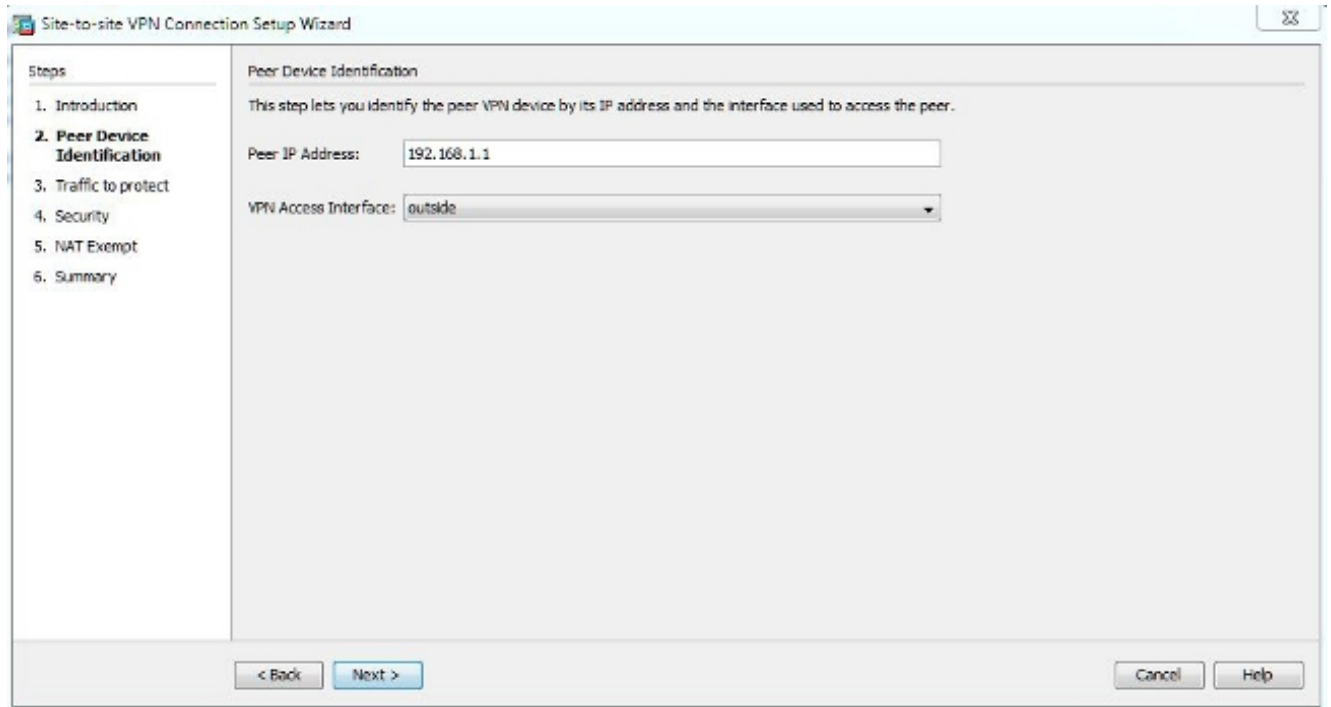 Site-to-site VPN Connection Setup Wizard
Steps
1. Introduction
2. Peer Device
Identification
3. Traffic to protect
4. Security
5. NAT Exempt
6. Summary
Peer Device Identification
This step lets you identify the peer VPN device by its IP address and the interface used to access the peer.
Peer IP Address: 192.168.1.1
VPN Access Interface: outside
< Back Next > Cancel Help